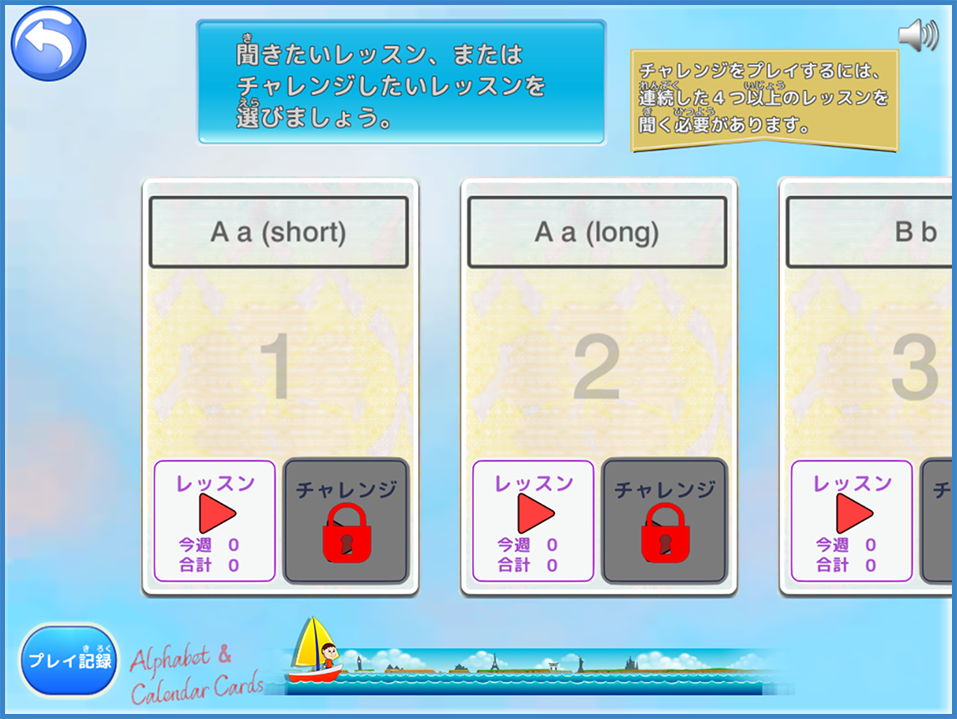 聞きたいレッスン、または
チャレンジしたいレッスンを
選びましょう。
チャレンジをプレイするには、
連続した4つ以上のレッスンを
聞く必要があります。
A a (short)
1
レッスン
今週 0
合計 0
チャレンジ
A a (long)
2
レッスン
今週 0
合計 0
チャレンジ
B b
3
レッスン
今週 0
合計 0
チ
プレイ記録
Alphabet &
Calendar Cards